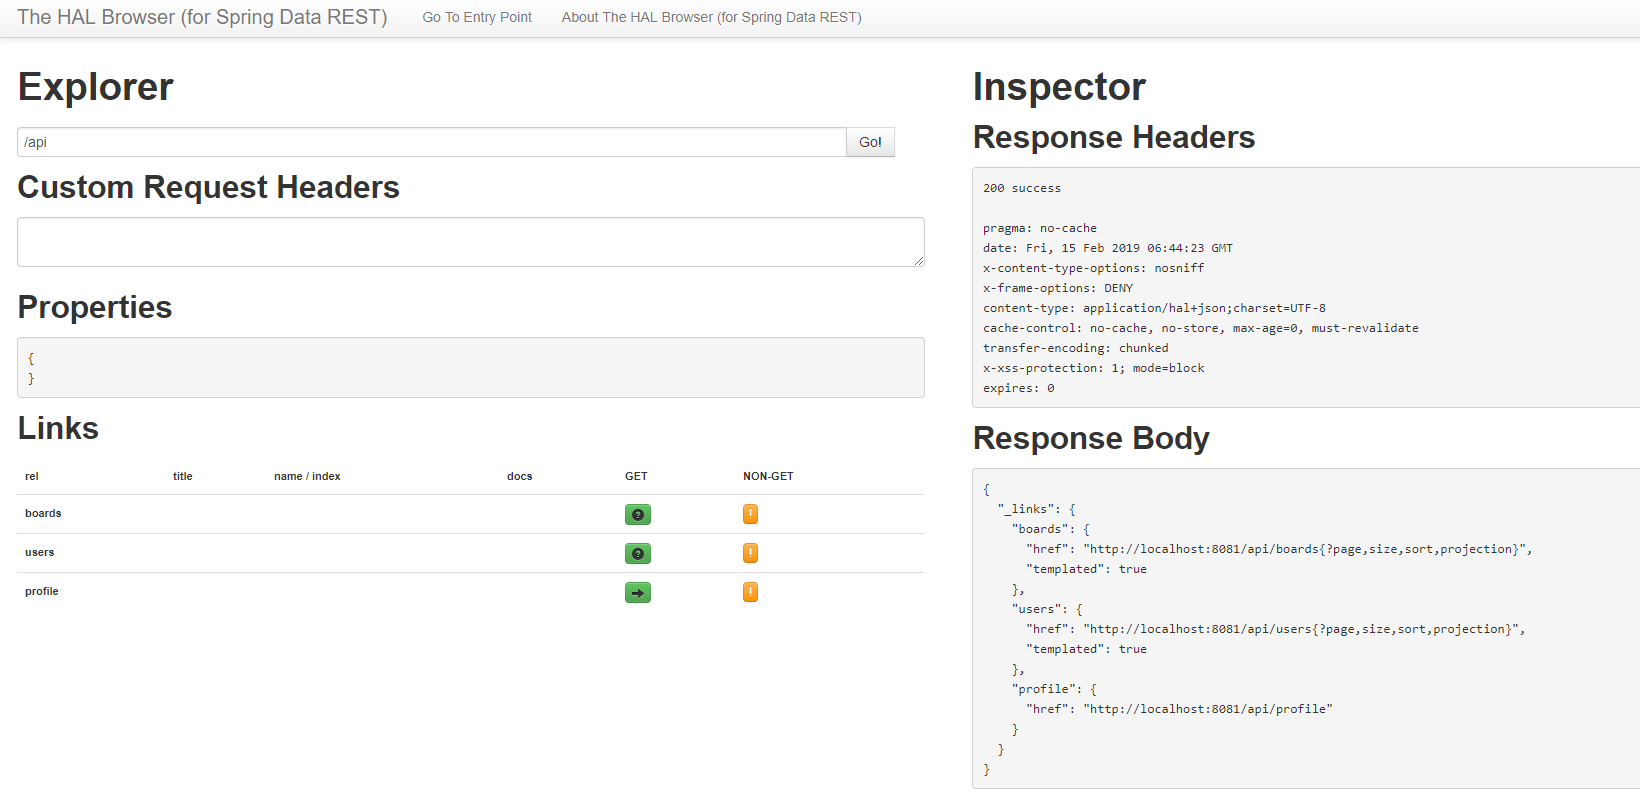 The HAL Browser (for Spring Data REST) Go To Entry Point About The HAL Browser (for Spring Data REST)
Explorer
/api Go!
Custom Request Headers
Properties
{
}
Links
rel title name / index docs GET NON-GET
boards ? !
users ? !
profile !
Inspector
Response Headers
200 success
pragma: no-cache
date: Fri, 15 Feb 2019 06:44:23 GMT
x-content-type-options: nosniff
x-frame-options: DENY
content-type: application/hal+json;charset=UTF-8
cache-control: no-cache, no-store, max-age=0, must-revalidate
transfer-encoding: chunked
x-xss-protection: 1; mode=block
expires: 0
Response Body
{
  "_links": {
    "boards": {
      "href": "http://localhost:8081/api/boards{?page,size,sort,projection}",
      "templated": true
    },
    "users": {
      "href": "http://localhost:8081/api/users{?page,size,sort,projection}",
      "templated": true
    },
    "profile": {
      "href": "http://localhost:8081/api/profile"
    }
  }
}